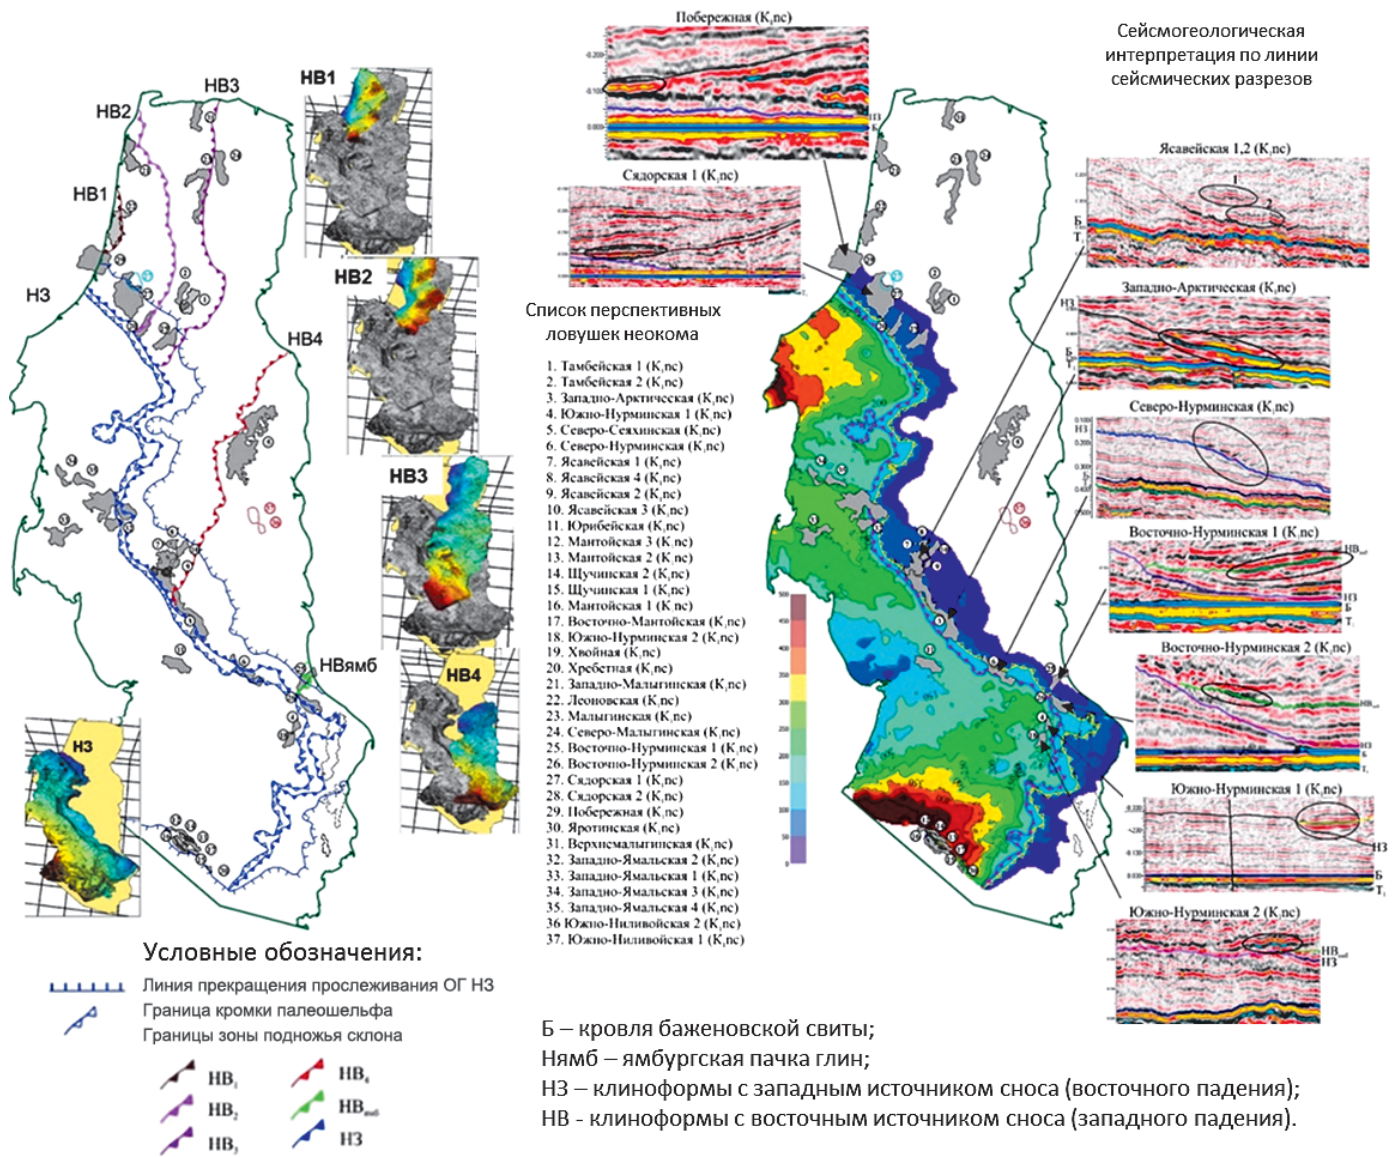 Побережная (K₁nc)
Сейсмогеологическая
интерпретация по линии
сейсмических разрезов
НВ3
НВ2
НВ1
НВ1
Ясавейская 1,2 (K₁nc)
Сядорская 1 (K₁nc)
НВ2
НЗ
НВ4
Западно-Арктическая (K₁nc)
Список перспективных
ловушек неокома
1. Тамбейская 1 (K₁nc)
2. Тамбейская 2 (K₁nc)
3. Западно-Арктическая (K₁nc)
4. Южно-Нурминская 1 (K₁nc)
5. Северо-Сеяхинская (K₁nc)
6. Северо-Нурминская (K₁nc)
7. Ясавейская 1 (K₁nc)
8. Ясавейская 4 (K₁nc)
9. Ясавейская 2 (K₁nc)
10. Ясавейская 3 (K₁nc)
11. Юрибейская (K₁nc)
12. Мантойская 3 (K₁nc)
13. Мантойская 2 (K₁nc)
14. Щучинская 2 (K₁nc)
15. Щучинская 1 (K₁nc)
16. Мантойская 1 (K₁nc)
17. Восточно-Мантойская (K₁nc)
18. Южно-Нурминская 2 (K₁nc)
19. Хвойная (K₁nc)
20. Хребетная (K₁nc)
21. Западно-Малыгинская (K₁nc)
22. Леоновская (K₁nc)
23. Малыгинская (K₁nc)
24. Северо-Малыгинская (K₁nc)
25. Восточно-Нурминская 1 (K₁nc)
26. Восточно-Нурминская 2 (K₁nc)
27. Сядорская 1 (K₁nc)
28. Сядорская 2 (K₁nc)
29. Побережная (K₁nc)
30. Яротинская (K₁nc)
31. Верхнемалыгинская (K₁nc)
32. Западно-Ямальская 2 (K₁nc)
33. Западно-Ямальская 1 (K₁nc)
34. Западно-Ямальская 3 (K₁nc)
35. Западно-Ямальская 4 (K₁nc)
36 Южно-Ниливойская 2 (K₁nc)
37. Южно-Ниливойская 1 (K₁nc)
Северо-Нурминская (K₁nc)
НВ3
Восточно-Нурминская 1 (K₁nc)
Восточно-Нурминская 2 (K₁nc)
НВямб
НВ4
НЗ
Южно-Нурминская 1 (K₁nc)
Южно-Нурминская 2 (K₁nc)
Условные обозначения:
Линия прекращения прослеживания ОГ НЗ
Граница кромки палеошельфа
Границы зоны подножья склона
НВ₁
НВ₄
НВ₂
НВямб
НВ₃
НЗ
Б – кровля баженовской свиты;
Нямб – ямбургская пачка глин;
НЗ – клиноформы с западным источником сноса (восточного падения);
НВ - клиноформы с восточным источником сноса (западного падения).